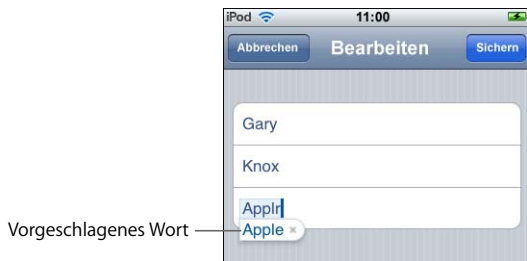 iPod 11:00
Abbrechen Bearbeiten Sichern
Gary
Knox
Applr
Vorgeschlagenes Wort Apple ×